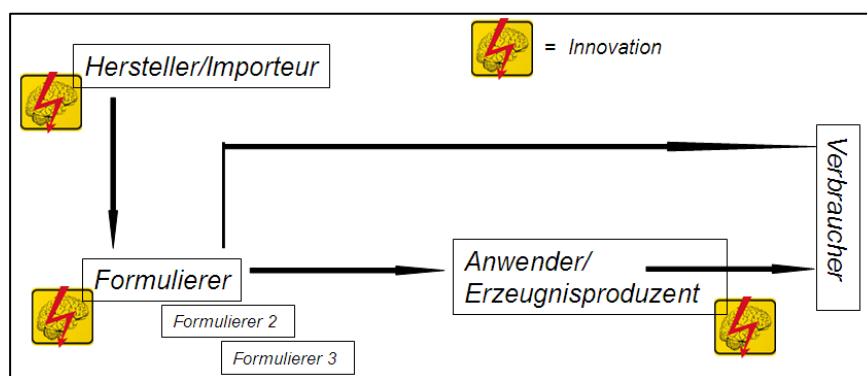 Hersteller/Importeur
= Innovation
Verbraucher
Formulierer
Anwender/
Erzeugnisproduzent
Formulierer 2
Formulierer 3